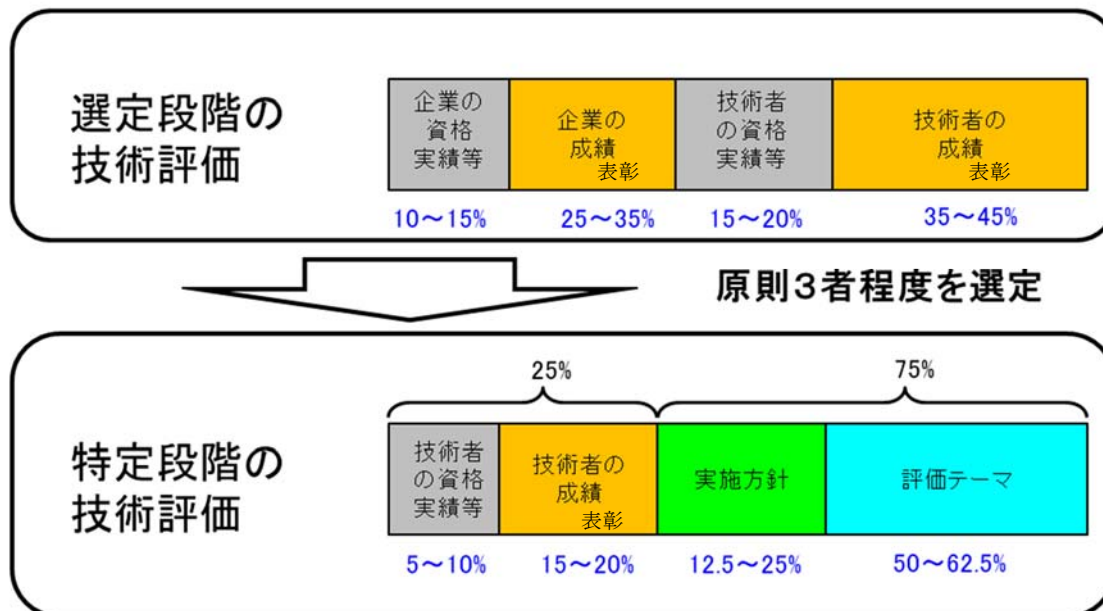 選定段階の
技術評価
企業の
資格
実績等
企業の
成績
表彰
技術者
の資格
実績等
技術者の
成績
表彰
10～15%
25～35%
15～20%
35～45%
原則3者程度を選定
25%
75%
特定段階の
技術評価
技術者
の資格
実績等
技術者の
成績
表彰
実施方針
評価テーマ
5～10%
15～20%
12.5～25%
50～62.5%